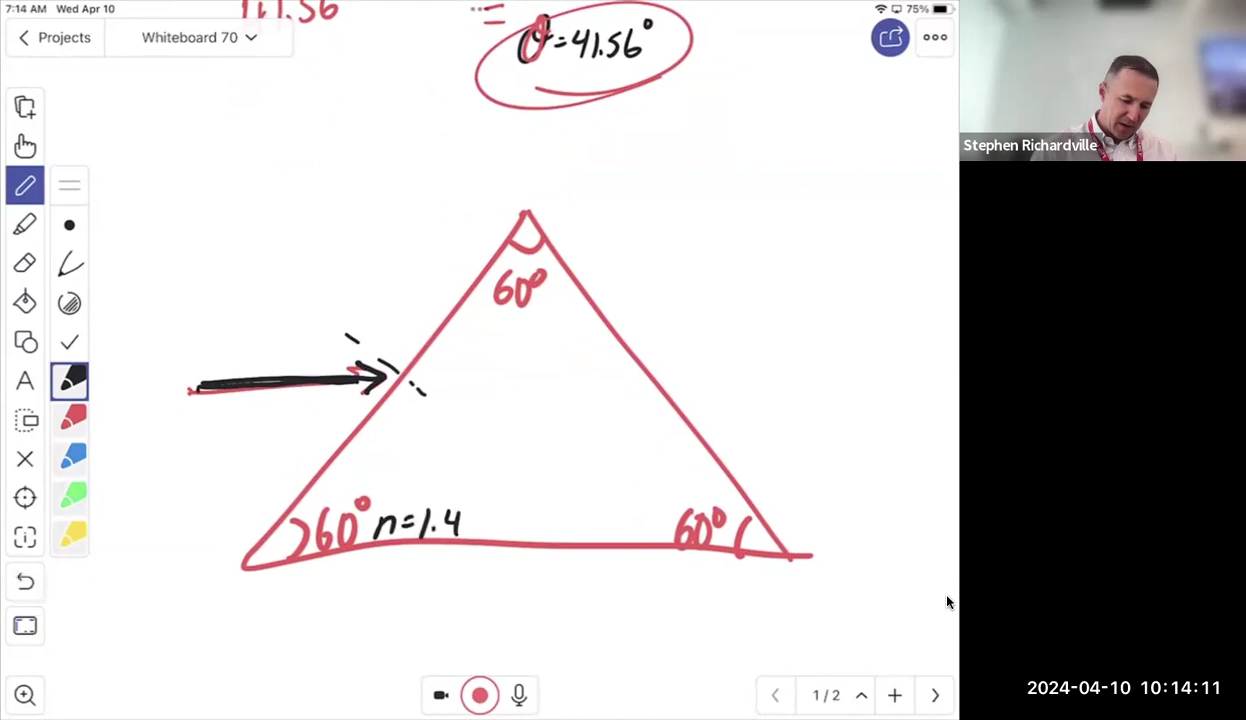 7:14 AM Wed Apr 10
75%
Projects
Whiteboard 70
θ=41.56°
Stephen Richardville
60°
60°
n=1.4
60°
A
1/2
2024-04-10 10:14:11